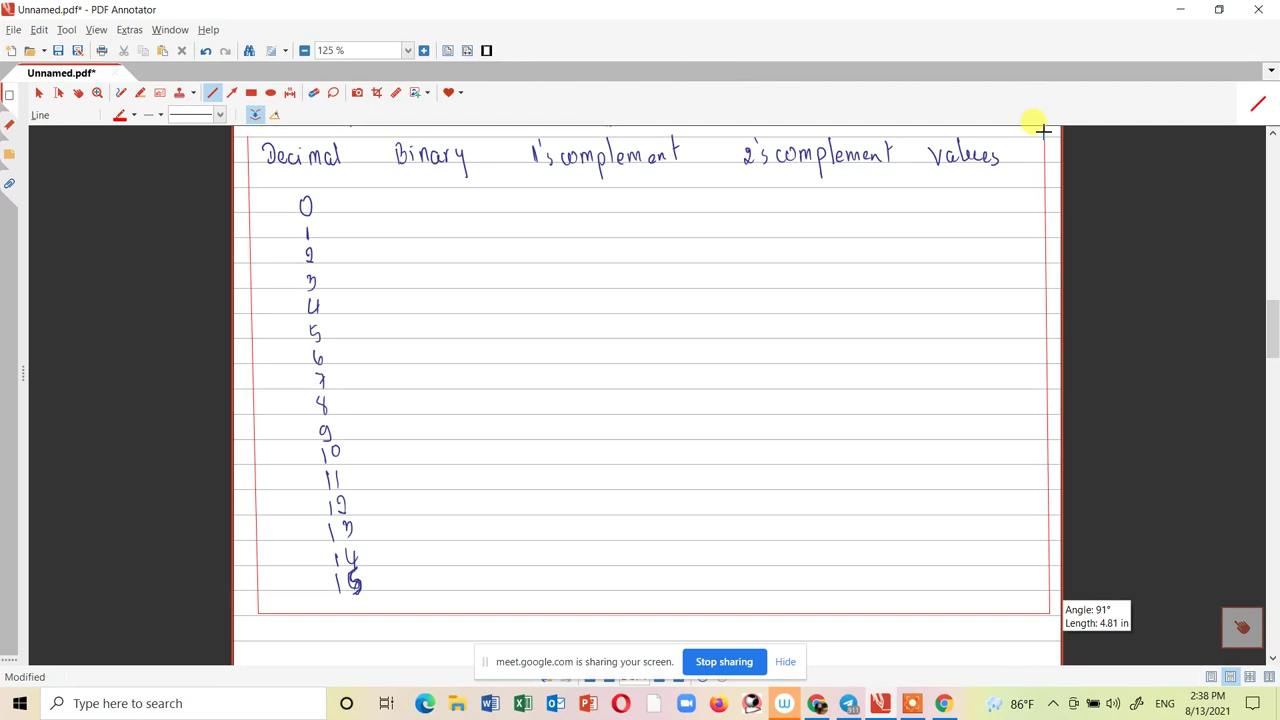 Unnamed.pdf* - PDF Annotator
File Edit Tool Extras View Window Help
125 %
Unnamed.pdf*
Line
Decimal Binary 1's complement 2's complement values
0
1
2
3
4
5
6
7
8
9
10
11
12
13
14
15
Angle: 91°
Length: 4.81 in
meet.google.com is sharing your screen. Stop sharing Hide
Modified
Type here to search
86°F ENG 2:38 PM
8/13/2021